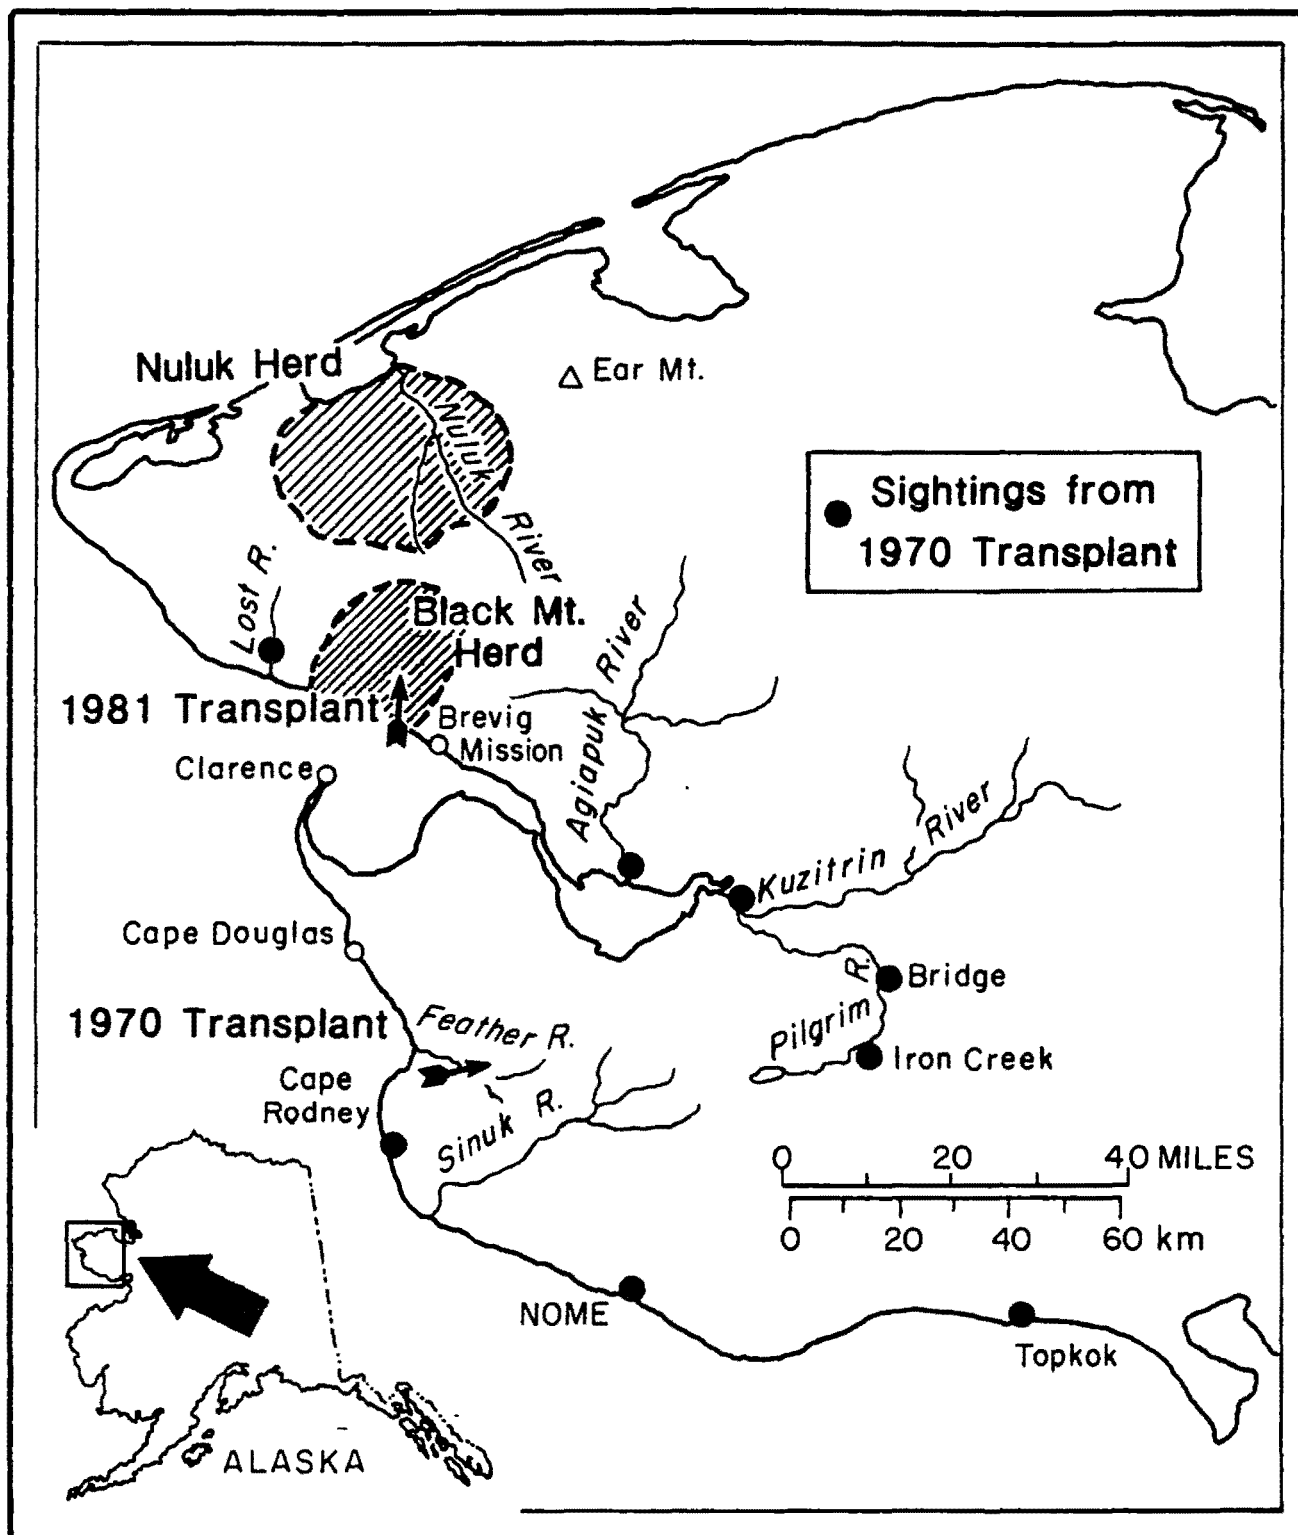 Nuluk Herd
Ear Mt.
Nuluk
River
Sightings from
1970 Transplant
Lost R.
Black Mt.
Herd
River
Agiapuk
1981 Transplant
Brevig
Mission
Clarence
Kuzitrin
River
Cape Douglas
R.
Pilgrim
Bridge
1970 Transplant
Feather R.
Iron Creek
Cape
Rodney
Sinuk R.
0 20 40 MILES
0 20 40 60 km
NOME
Topkok
ALASKA